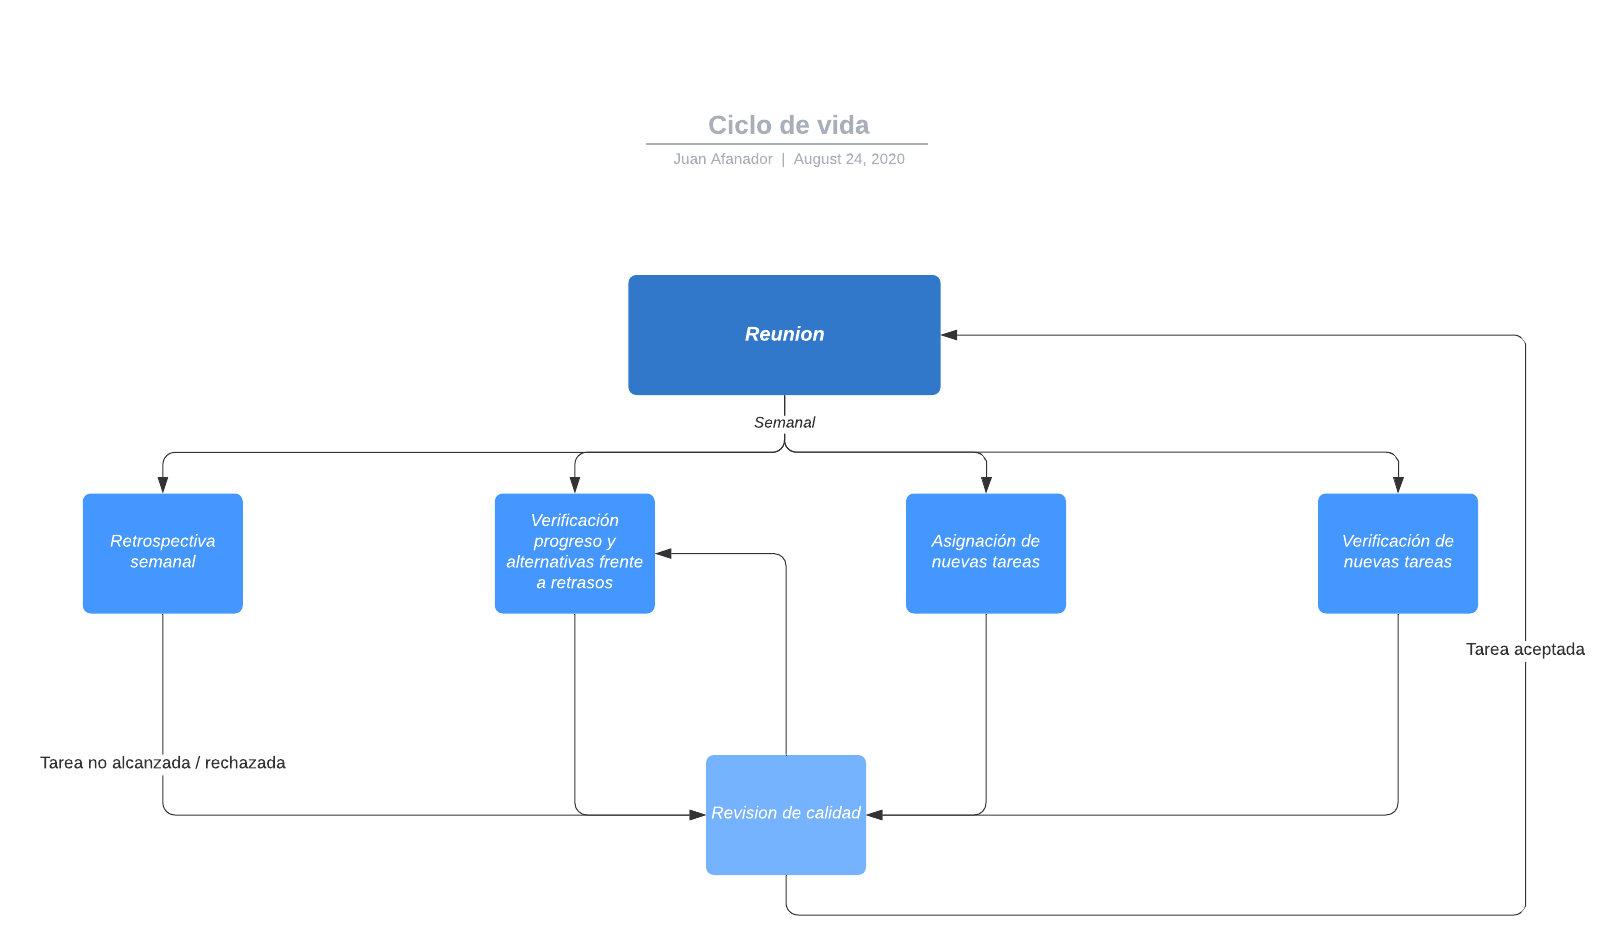 Ciclo de vida
Juan Afanador | August 24, 2020
Reunion
Semanal
Retrospectiva
semanal
Verificación
progreso y
alternativas frente
a retrasos
Asignación de
nuevas tareas
Verificación de
nuevas tareas
Tarea aceptada
Tarea no alcanzada / rechazada
Revision de calidad